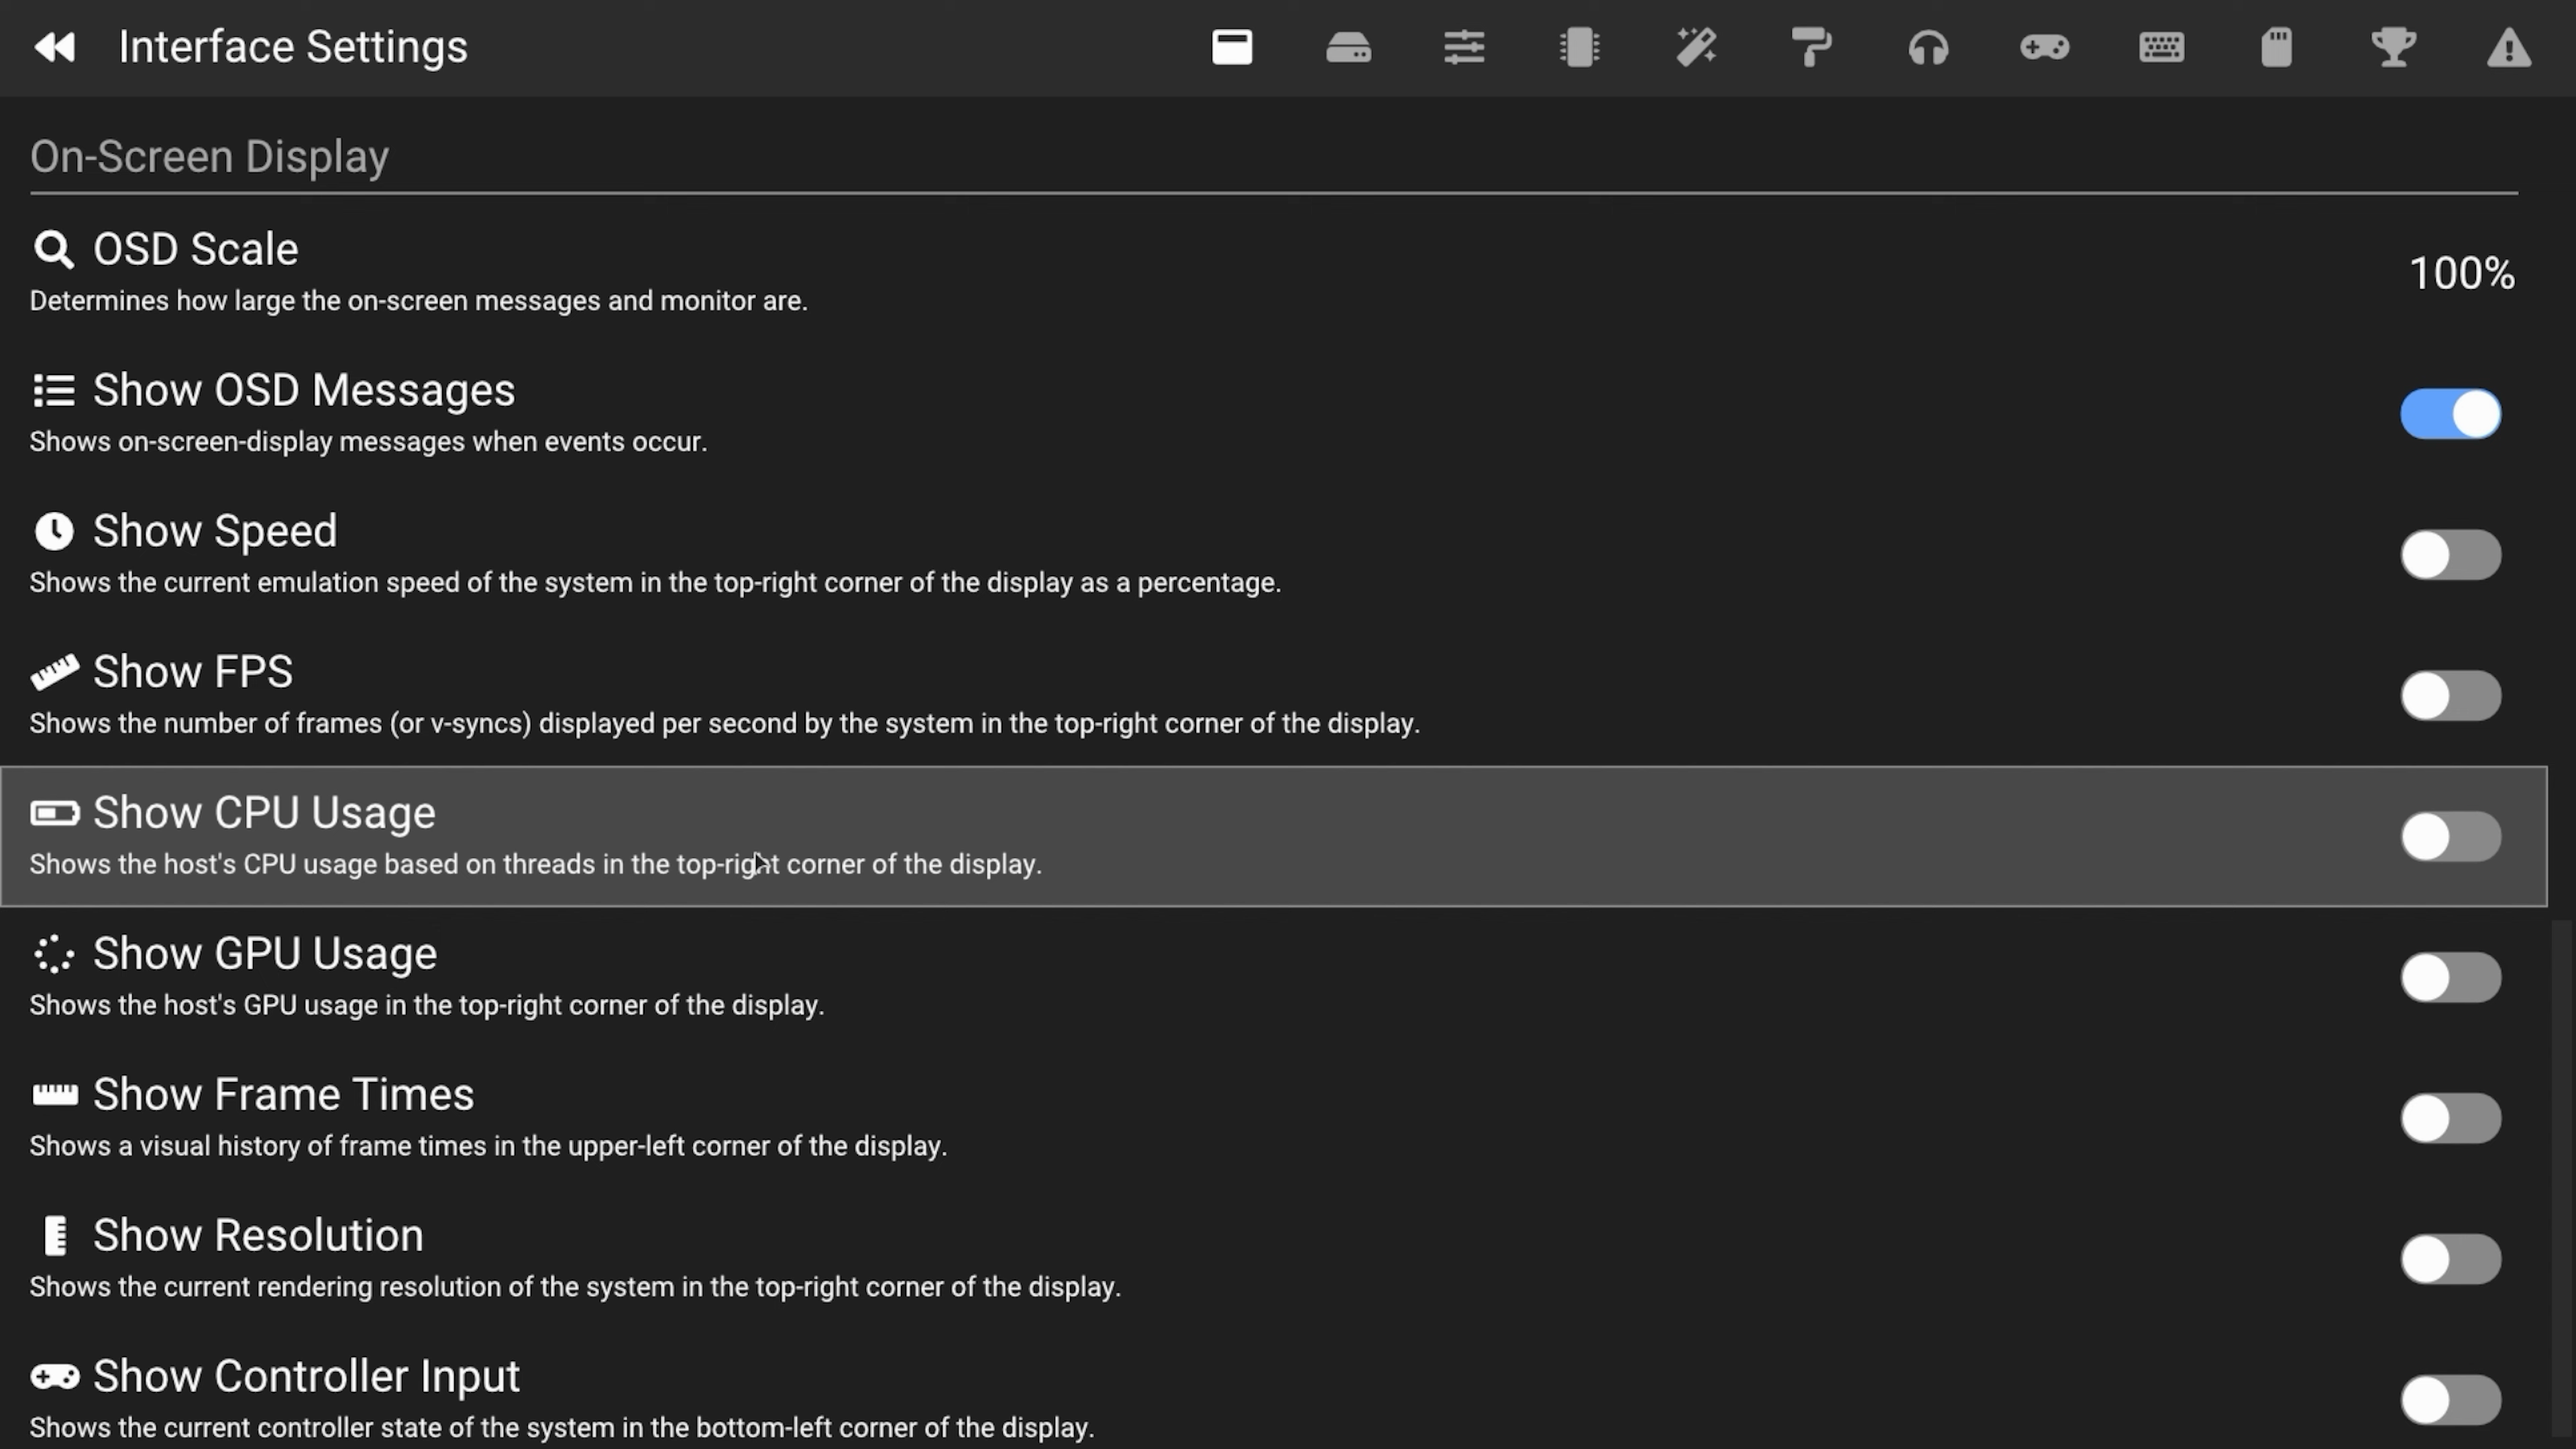 Interface Settings
On-Screen Display
OSD Scale
100%
Determines how large the on-screen messages and monitor are.
Show OSD Messages
Shows on-screen-display messages when events occur.
Show Speed
Shows the current emulation speed of the system in the top-right corner of the display as a percentage.
Show FPS
Shows the number of frames (or v-syncs) displayed per second by the system in the top-right corner of the display.
Show CPU Usage
Shows the host's CPU usage based on threads in the top-right corner of the display.
Show GPU Usage
Shows the host's GPU usage in the top-right corner of the display.
Show Frame Times
Shows a visual history of frame times in the upper-left corner of the display.
Show Resolution
Shows the current rendering resolution of the system in the top-right corner of the display.
Show Controller Input
Shows the current controller state of the system in the bottom-left corner of the display.